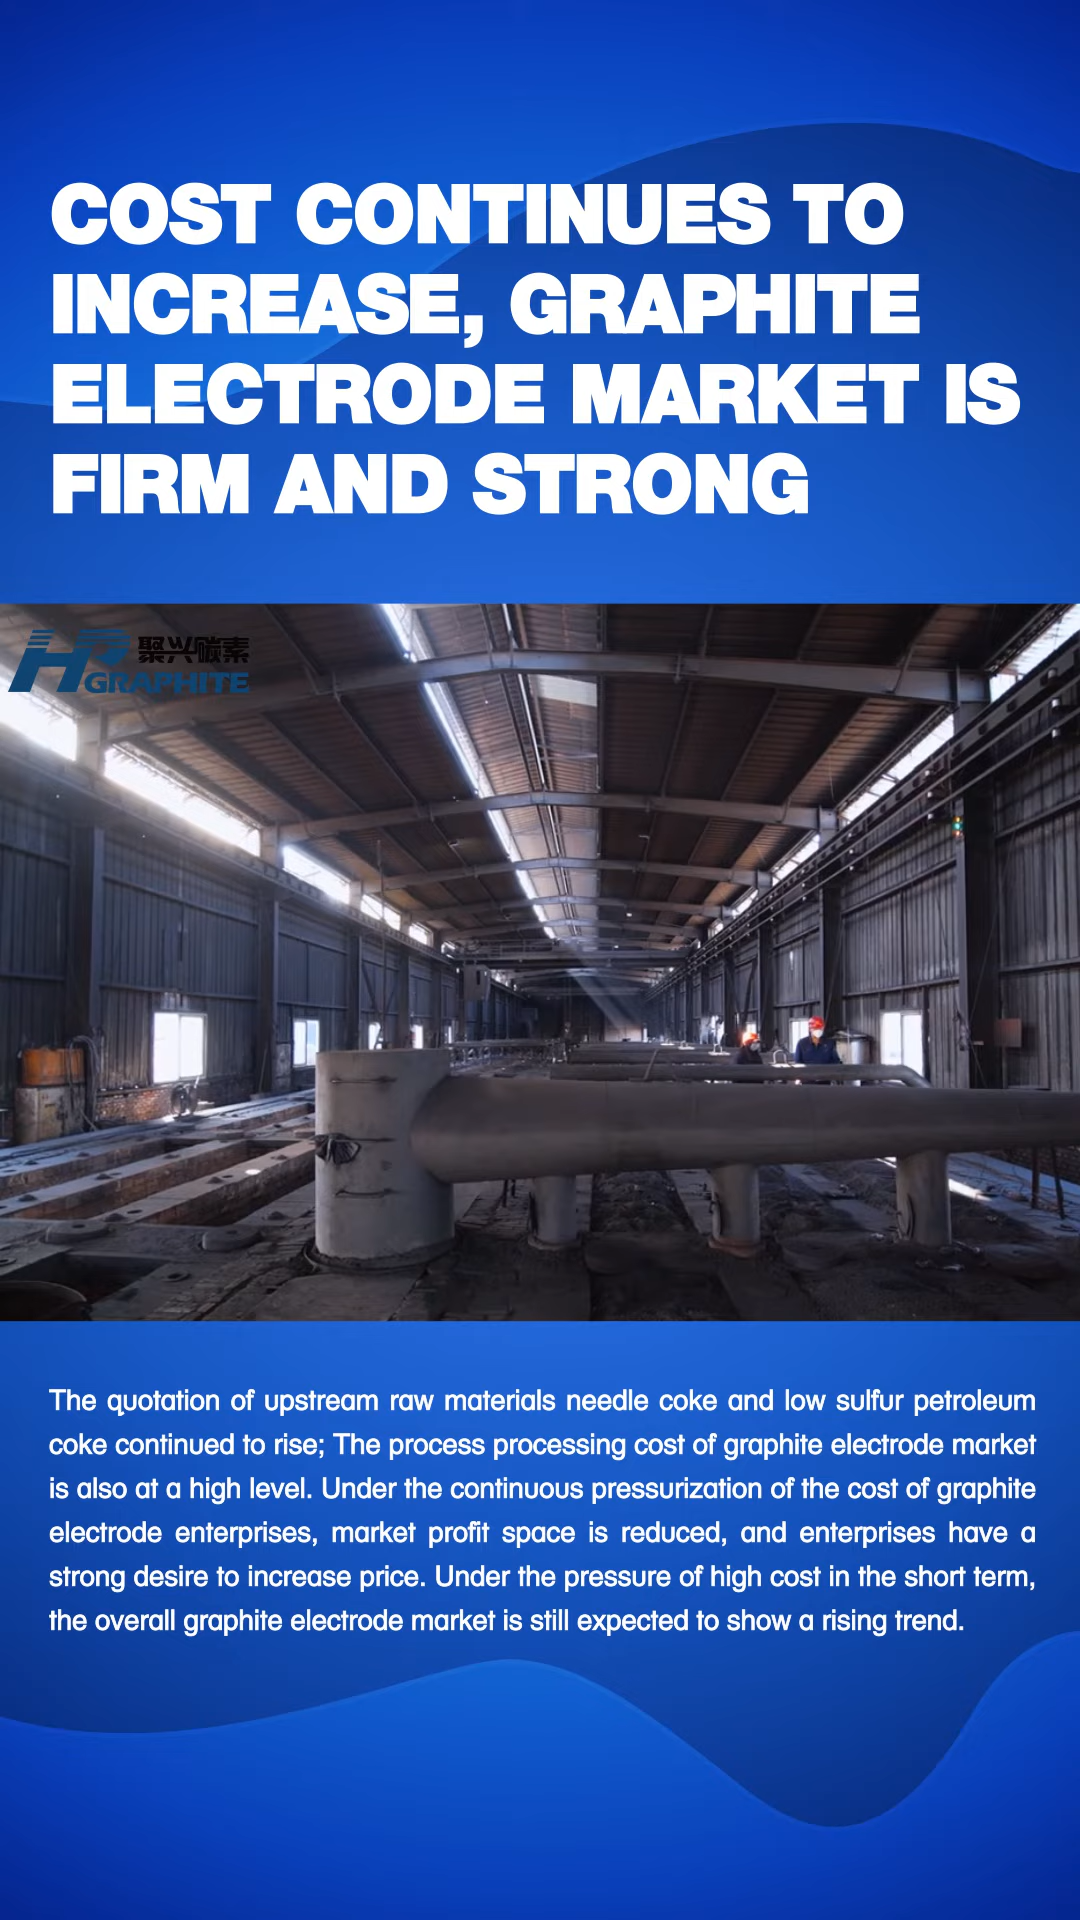 COST CONTINUES TO
INCREASE, GRAPHITE
ELECTRODE MARKET IS
FIRM AND STRONG
HR 聚兴碳素
GRAPHITE
The quotation of upstream raw materials needle coke and low sulfur petroleum
coke continued to rise; The process processing cost of graphite electrode market
is also at a high level. Under the continuous pressurization of the cost of graphite
electrode enterprises, market profit space is reduced, and enterprises have a
strong desire to increase price. Under the pressure of high cost in the short term,
the overall graphite electrode market is still expected to show a rising trend.